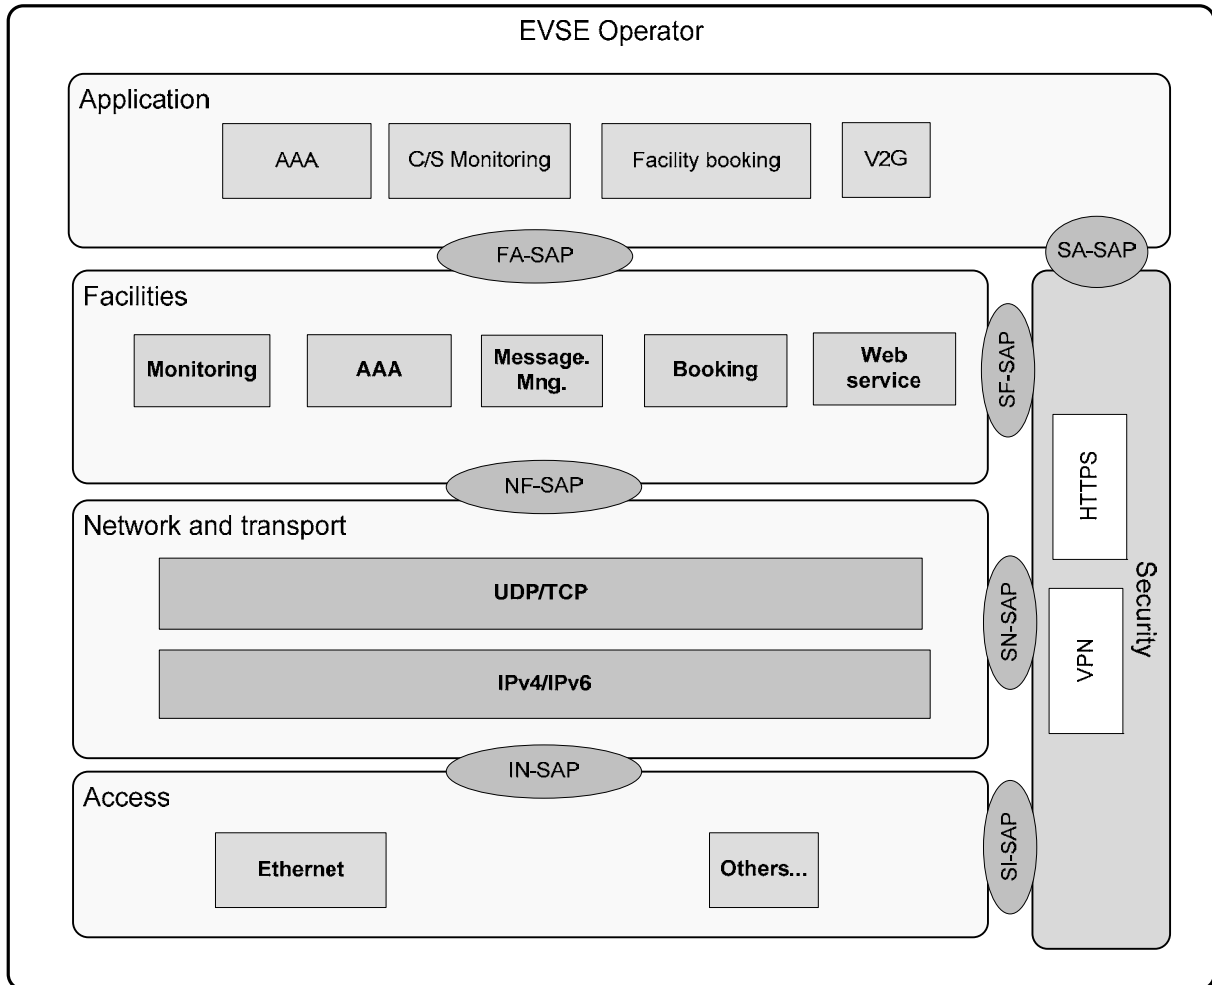 EVSE Operator
Application
AAA
C/S Monitoring
Facility booking
V2G
FA-SAP
SA-SAP
Facilities
Monitoring
AAA
Message.
Mng.
Booking
Web
service
SF-SAP
HTTPS
NF-SAP
Network and transport
UDP/TCP
IPv4/IPv6
SN-SAP
VPN
Security
IN-SAP
Access
Ethernet
Others...
SI-SAP